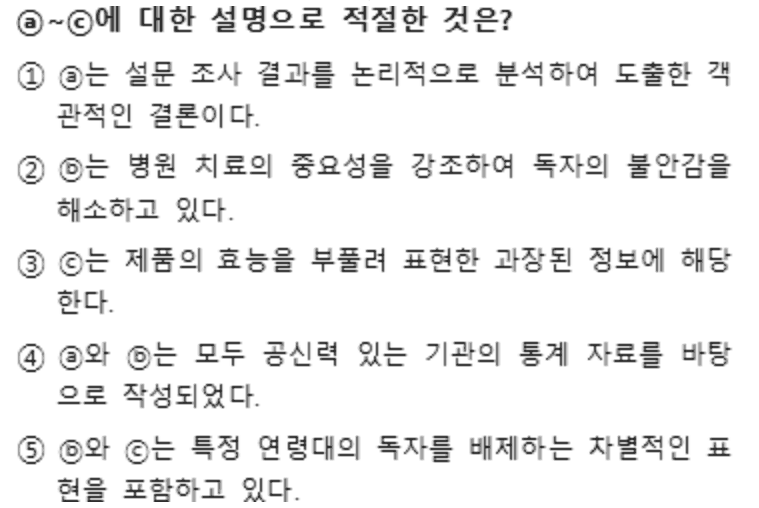 ⓐ~ⓒ에 대한 설명으로 적절한 것은?
① ⓐ는 설문 조사 결과를 논리적으로 분석하여 도출한 객
관적인 결론이다.
② ⓑ는 병원 치료의 중요성을 강조하여 독자의 불안감을
해소하고 있다.
③ ⓒ는 제품의 효능을 부풀려 표현한 과장된 정보에 해당
한다.
④ ⓐ와 ⓑ는 모두 공신력 있는 기관의 통계 자료를 바탕
으로 작성되었다.
⑤ ⓑ와 ⓒ는 특정 연령대의 독자를 배제하는 차별적인 표
현을 포함하고 있다.